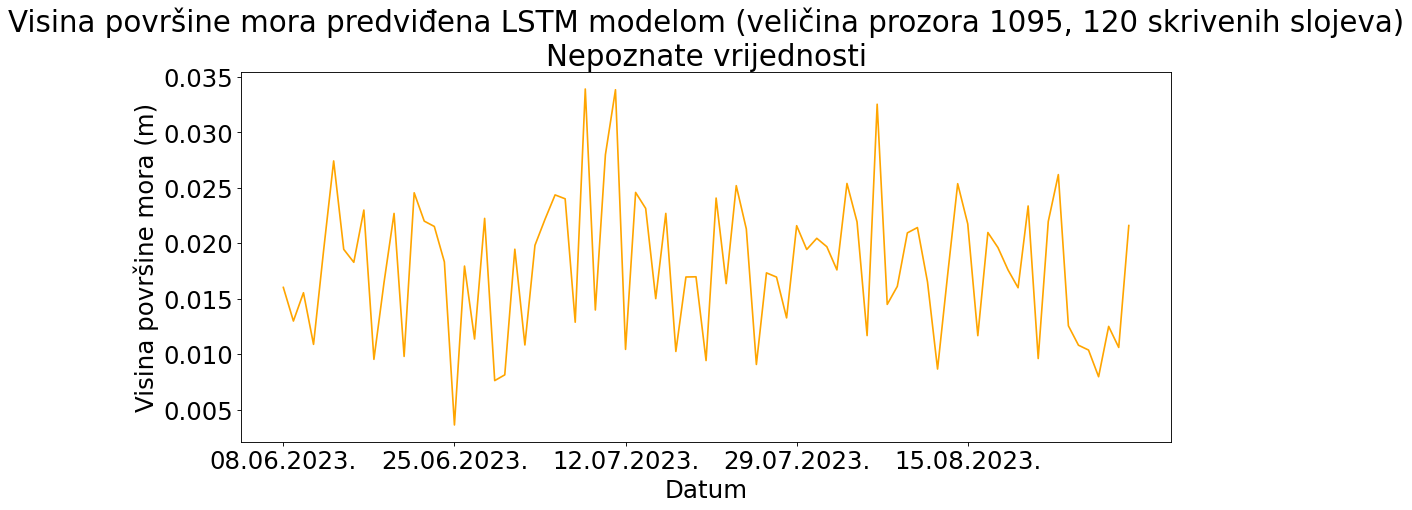 Visina površine mora predviđena LSTM modelom (veličina prozora 1095, 120 skrivenih slojeva)
Nepoznate vrijednosti
Visina površine mora (m)
0.035
0.030
0.025
0.020
0.015
0.010
0.005
08.06.2023. 25.06.2023. 12.07.2023. 29.07.2023. 15.08.2023.
Datum